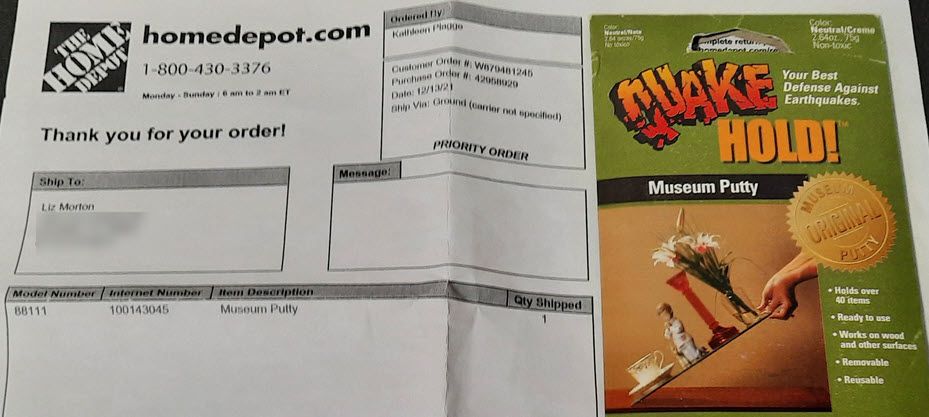 THE
HOME
DEPOT
homedepot.com
1-800-430-3376
Monday - Sunday : 6 am to 2 am ET
Thank you for your order!
Ordered By
Kathleen Plagge
Customer Order #: W879481245
Purchase Order #: 42958929
Date: 12/13/21
Ship Via: Ground (carrier not specified)
PRIORITY ORDER
Ship To:
Liz Morton
Message:
Model Number Internet Number Item Description Qty Shipped
88111 100143045 Museum Putty 1
Color:
Neutral/Nata
No toxico
Color:
Neutral/Creme
2.64oz., 75g
Non-toxic
QUAKE
HOLD!™
Your Best
Defense Against
Earthquakes.
Museum Putty
MUSEUM
ORIGINAL
PUTTY
• Holds over
40 items
• Ready to use
• Works on wood
and other surfaces
• Removable
• Reusable